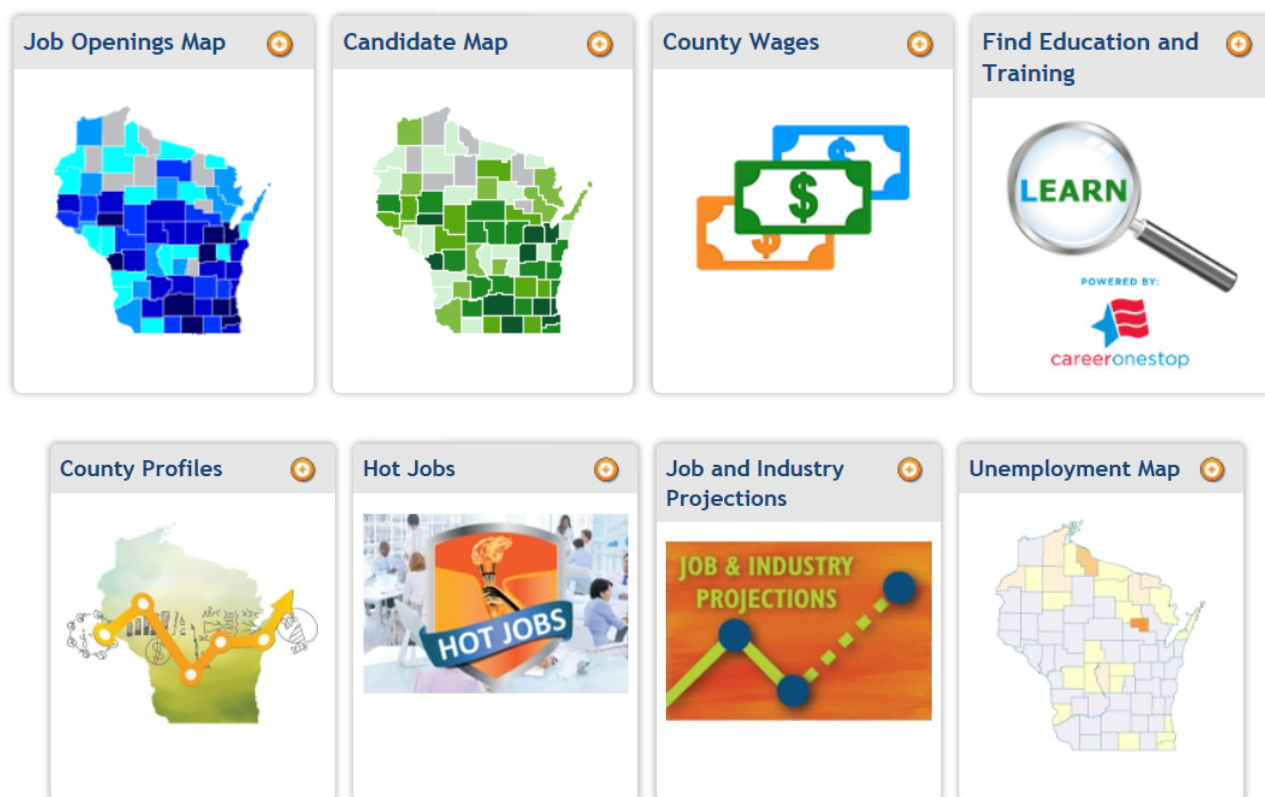 Job Openings Map
Candidate Map
County Wages
Find Education and
Training
$
$
$
LEARN
POWERED BY:
careeronestop
County Profiles
Hot Jobs
Job and Industry
Projections
Unemployment Map
$
HOT JOBS
JOB & INDUSTRY
PROJECTIONS